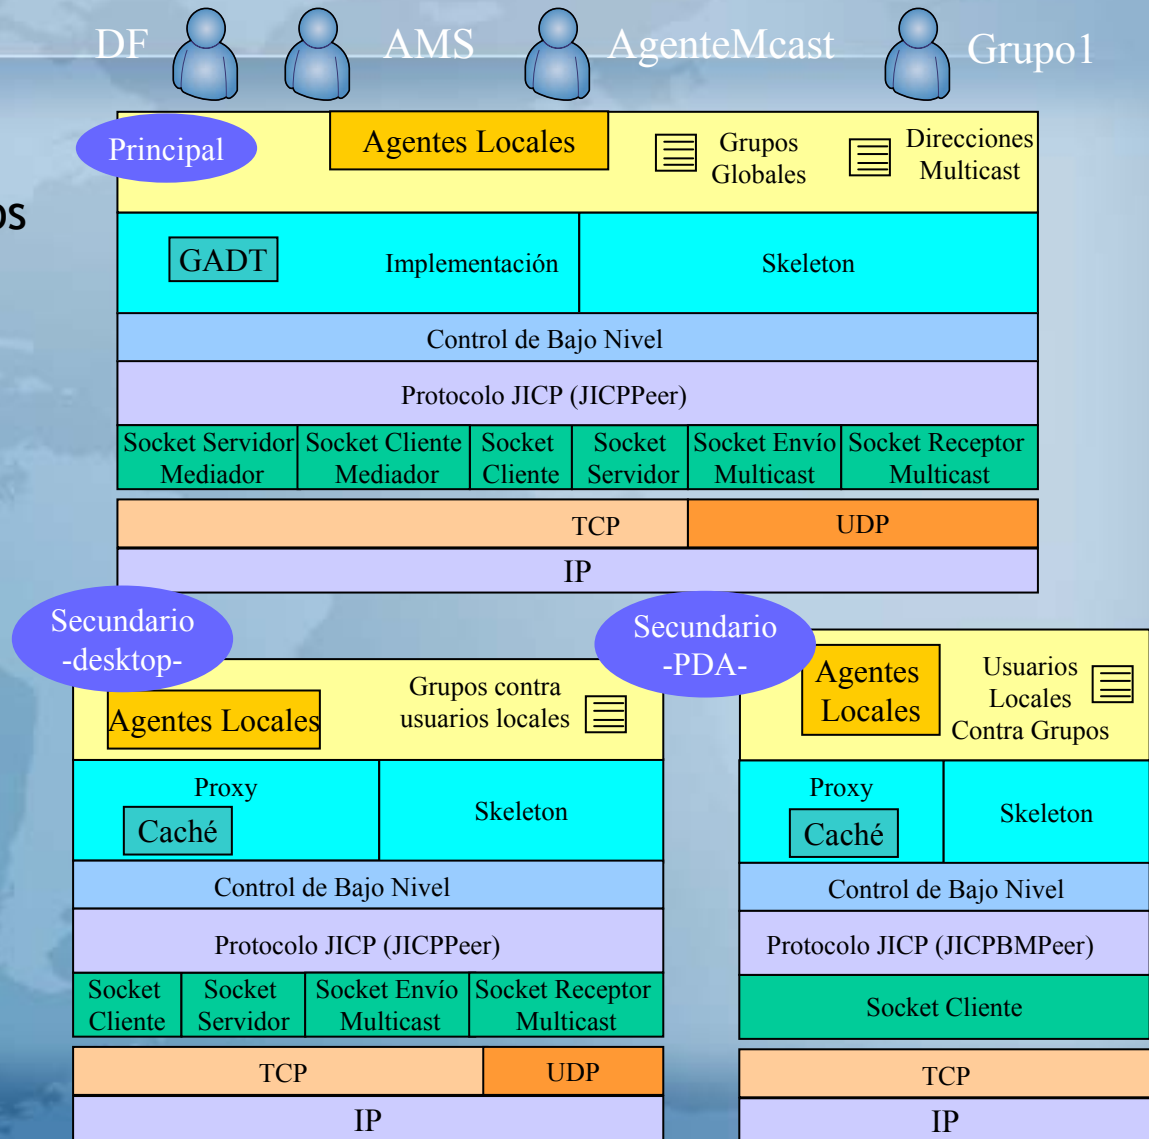 DF
AMS
AgenteMcast
Grupo1
Principal
Agentes Locales
Grupos
Globales
Direcciones
Multicast
os
GADT
Implementación
Skeleton
Control de Bajo Nivel
Protocolo JICP (JICPPeer)
Socket Servidor
Mediador
Socket Cliente
Mediador
Socket
Cliente
Socket
Servidor
Socket Envío
Multicast
Socket Receptor
Multicast
TCP
UDP
IP
Secundario
-desktop-
Agentes Locales
Grupos contra
usuarios locales
Proxy
Caché
Skeleton
Control de Bajo Nivel
Protocolo JICP (JICPPeer)
Socket
Cliente
Socket
Servidor
Socket Envío
Multicast
Socket Receptor
Multicast
TCP
UDP
IP
Secundario
-PDA-
Agentes
Locales
Usuarios
Locales
Contra Grupos
Proxy
Caché
Skeleton
Control de Bajo Nivel
Protocolo JICP (JICPBMPeer)
Socket Cliente
TCP
IP